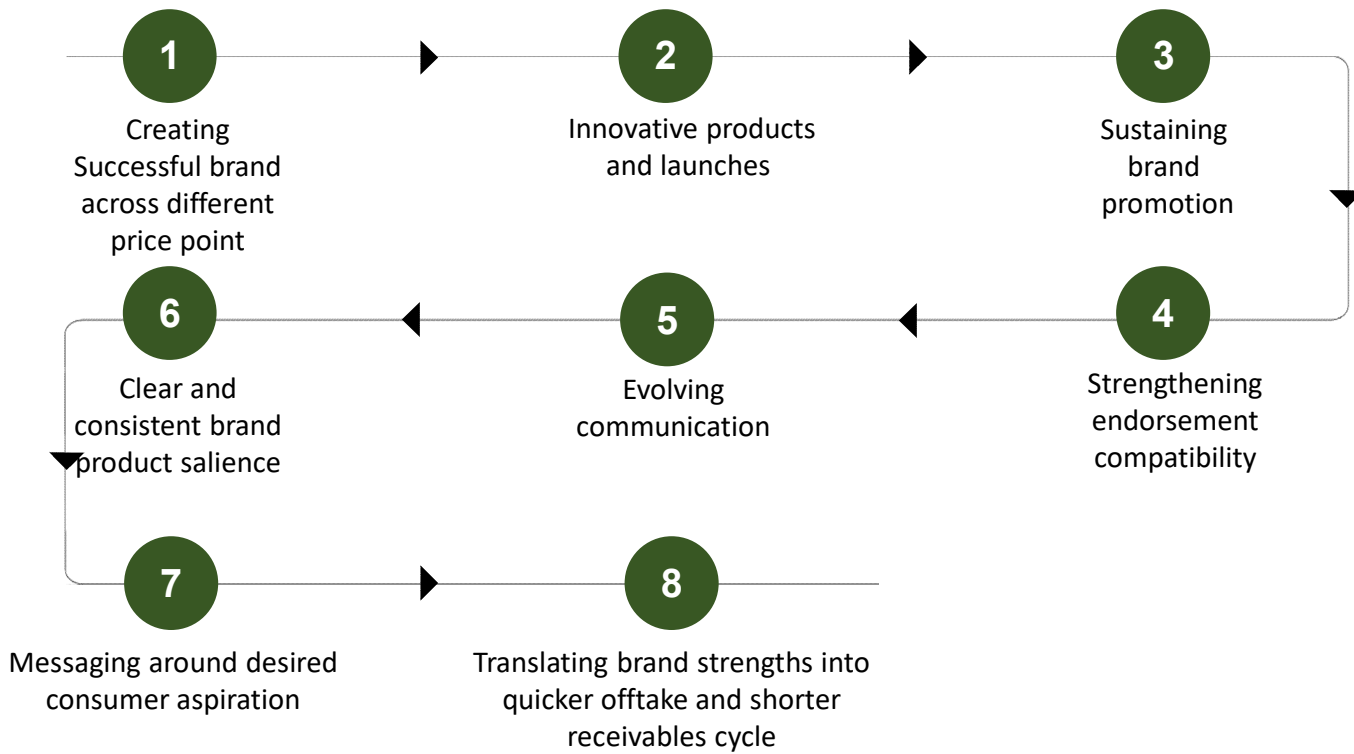 1
Creating
Successful brand
across different
price point
2
Innovative products
and launches
3
Sustaining
brand
promotion
4
Strengthening
endorsement
compatibility
5
Evolving
communication
6
Clear and
consistent brand
product salience
7
Messaging around desired
consumer aspiration
8
Translating brand strengths into
quicker offtake and shorter
receivables cycle